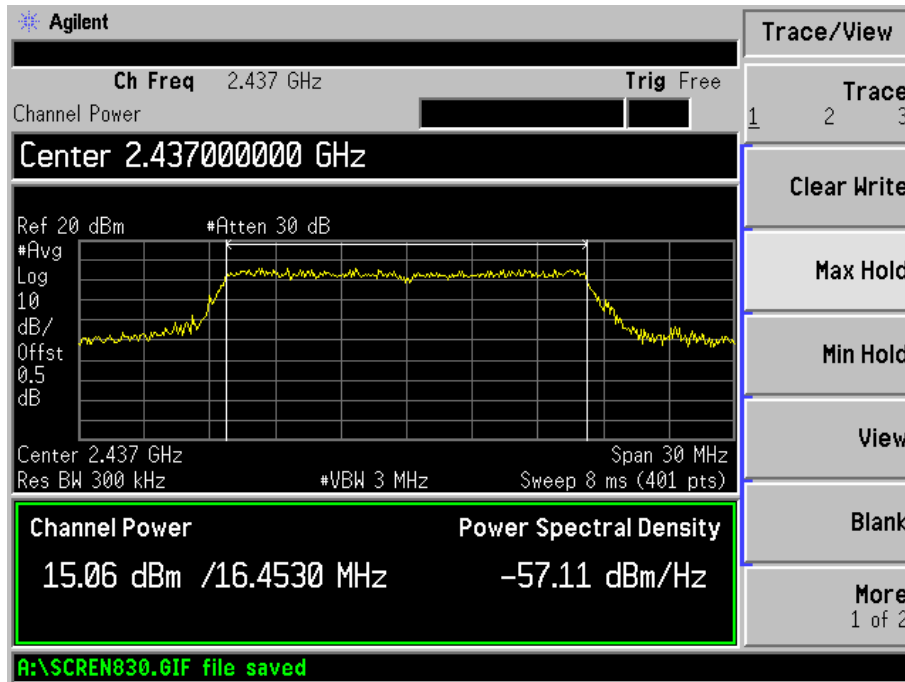 Agilent
Trace/View
Ch Freq 2.437 GHz Trig Free
Channel Power
Trace
1 2 3
Center 2.437000000 GHz
Clear Write
Ref 20 dBm #Atten 30 dB
#Avg
Log
10
dB/
Offst
0.5
dB
Max Hold
Min Hold
View
Center 2.437 GHz Span 30 MHz
Res BW 300 kHz #VBW 3 MHz Sweep 8 ms (401 pts)
Channel Power Power Spectral Density
15.06 dBm /16.4530 MHz -57.11 dBm/Hz
Blank
More
1 of 2
A:\SCREN830.GIF file saved